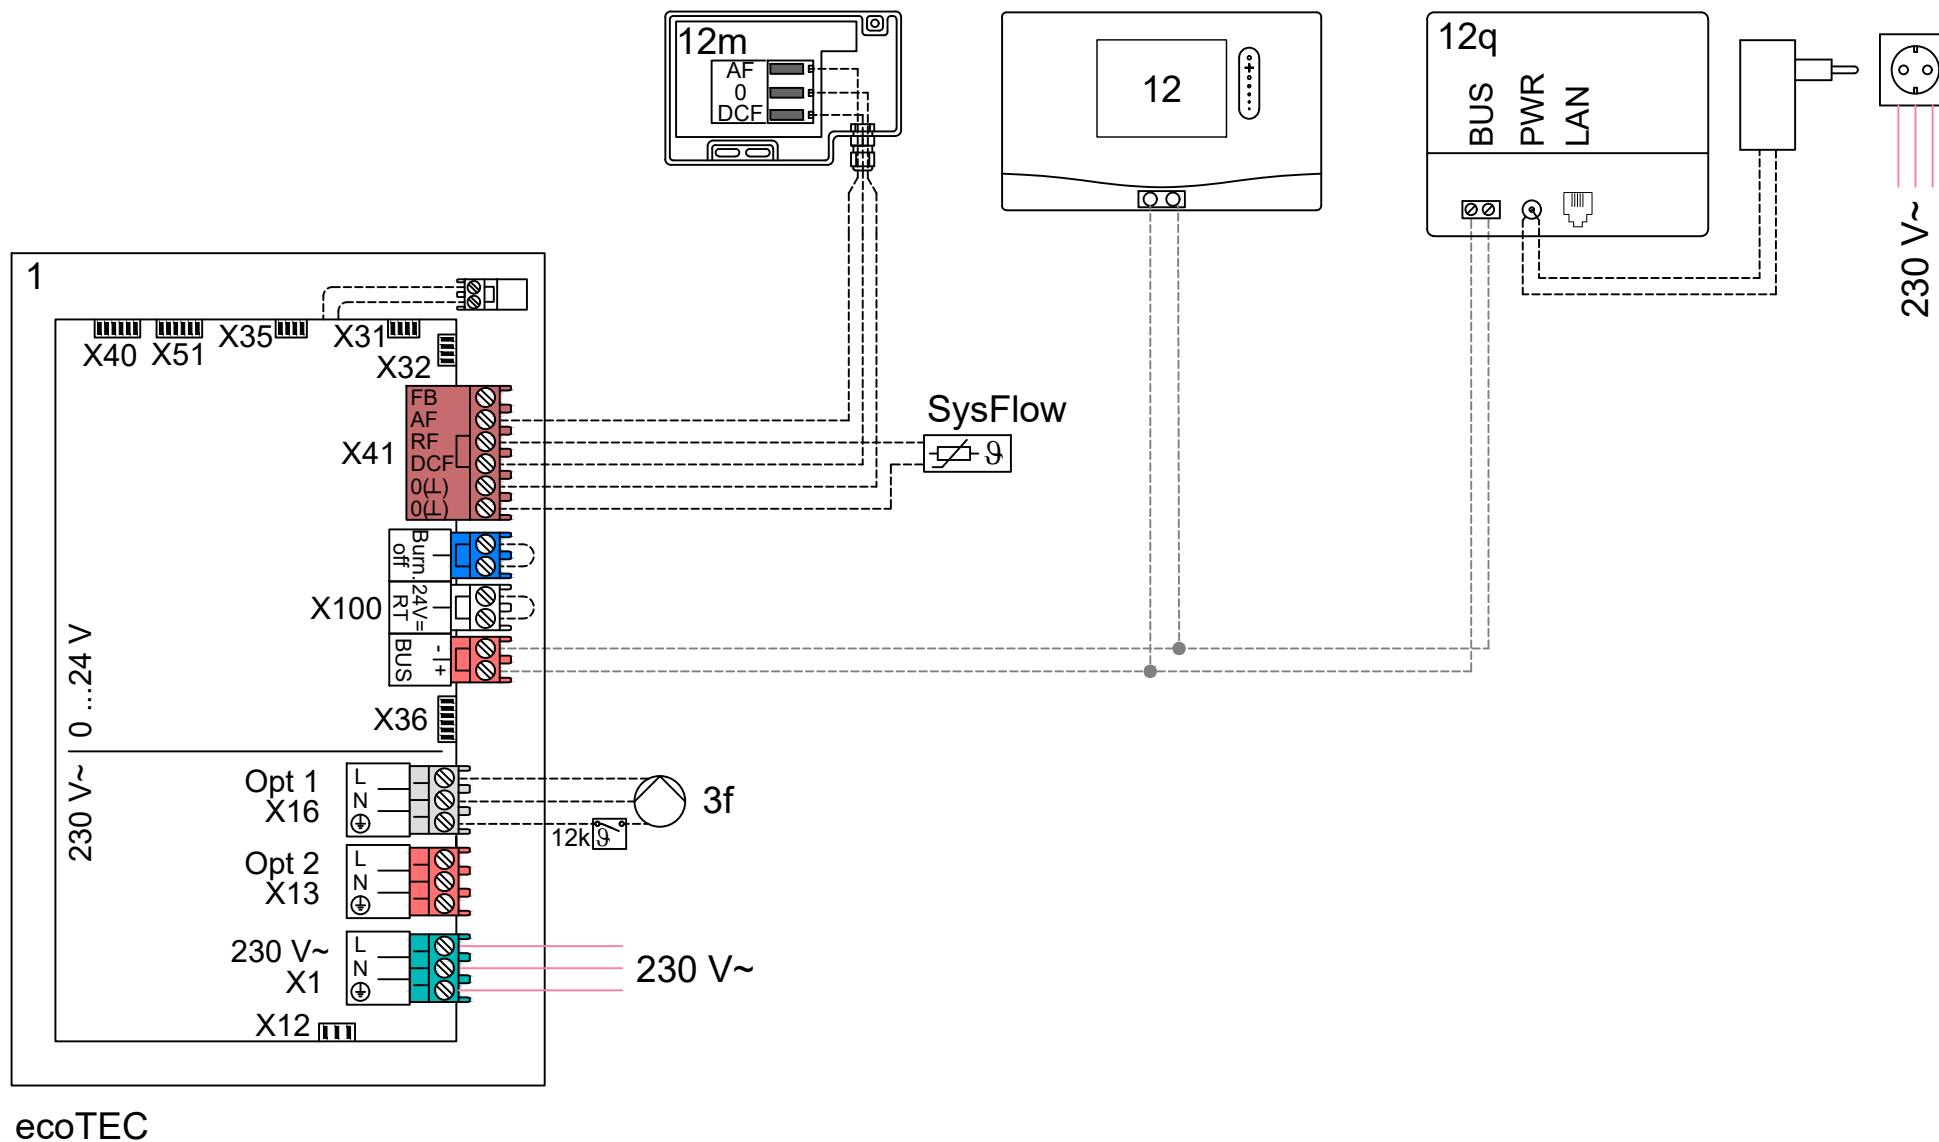 12m
AF
0
DCF
12
12q
BUS
PWR
LAN
230 V~
1
X40
X51
X35
X31
X32
X41
FB
AF
RF
DCF
0(⊥)
0(⊥)
SysFlow
ϑ
Burn.
off
X100
24V=
RT
BUS
-
+
0 ...24 V
X36
230 V~
Opt 1
X16
L
N
3f
12k
ϑ
Opt 2
X13
L
N
230 V~
X1
L
N
230 V~
X12
ecoTEC